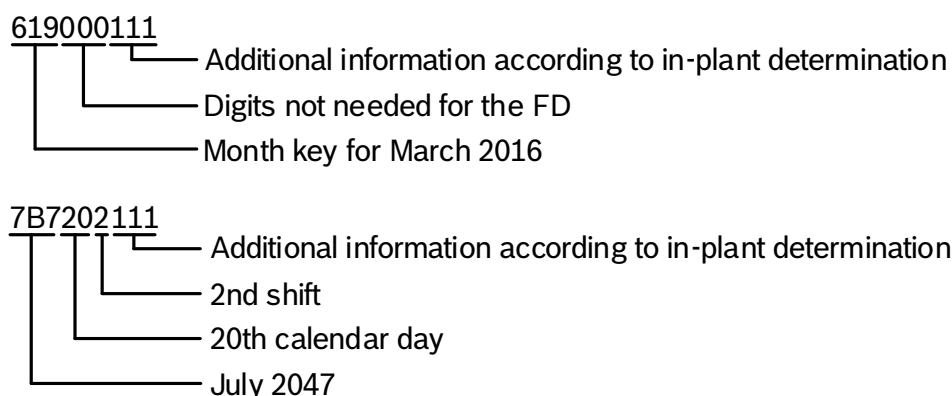 619000111
Additional information according to in-plant determination
Digits not needed for the FD
Month key for March 2016
7B7202111
Additional information according to in-plant determination
2nd shift
20th calendar day
July 2047